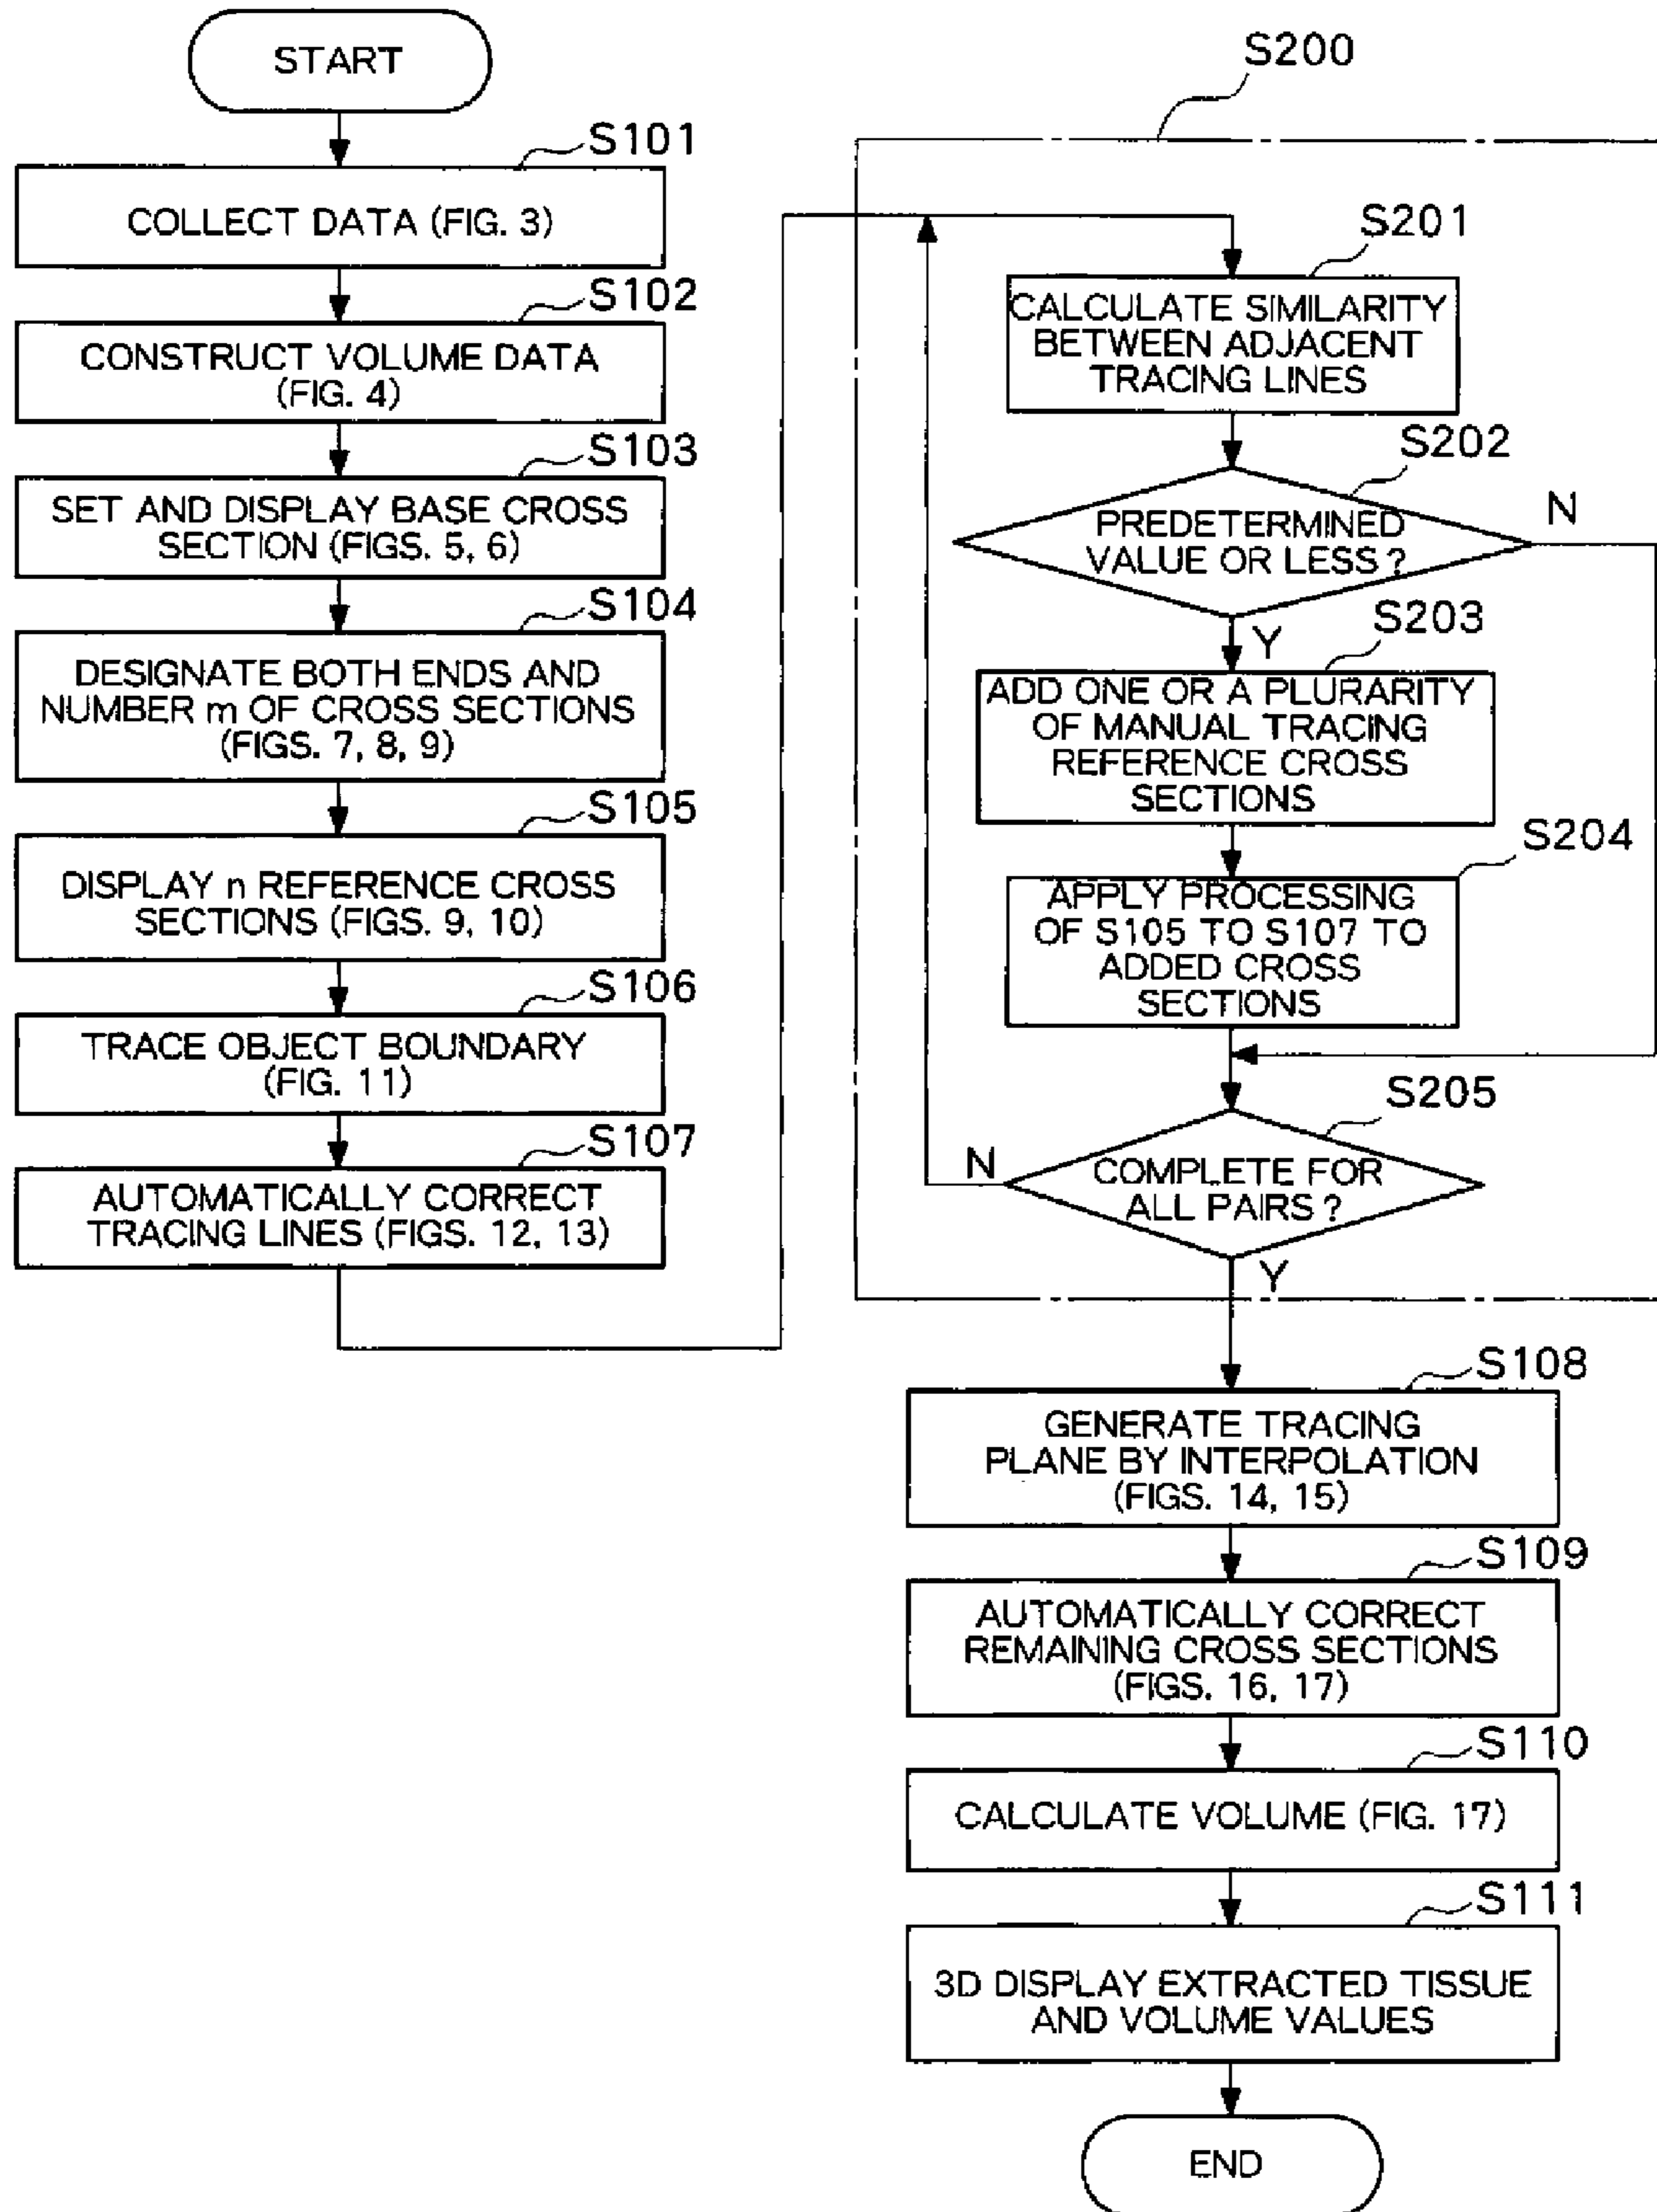 START
S101
COLLECT DATA (FIG. 3)
S102
CONSTRUCT VOLUME DATA
(FIG. 4)
S103
SET AND DISPLAY BASE CROSS
SECTION (FIGS. 5, 6)
S104
DESIGNATE BOTH ENDS AND
NUMBER m OF CROSS SECTIONS
(FIGS. 7, 8, 9)
S105
DISPLAY n REFERENCE CROSS
SECTIONS (FIGS. 9, 10)
S106
TRACE OBJECT BOUNDARY
(FIG. 11)
S107
AUTOMATICALLY CORRECT
TRACING LINES (FIGS. 12, 13)
S200
S201
CALCULATE SIMILARITY
BETWEEN ADJACENT
TRACING LINES
S202
PREDETERMINED
VALUE OR LESS ?
N
Y
S203
ADD ONE OR A PLURARITY
OF MANUAL TRACING
REFERENCE CROSS
SECTIONS
S204
APPLY PROCESSING
OF S105 TO S107 TO
ADDED CROSS
SECTIONS
S205
COMPLETE FOR
ALL PAIRS ?
N
Y
S108
GENERATE TRACING
PLANE BY INTERPOLATION
(FIGS. 14, 15)
S109
AUTOMATICALLY CORRECT
REMAINING CROSS SECTIONS
(FIGS. 16, 17)
S110
CALCULATE VOLUME (FIG. 17)
S111
3D DISPLAY EXTRACTED TISSUE
AND VOLUME VALUES
END